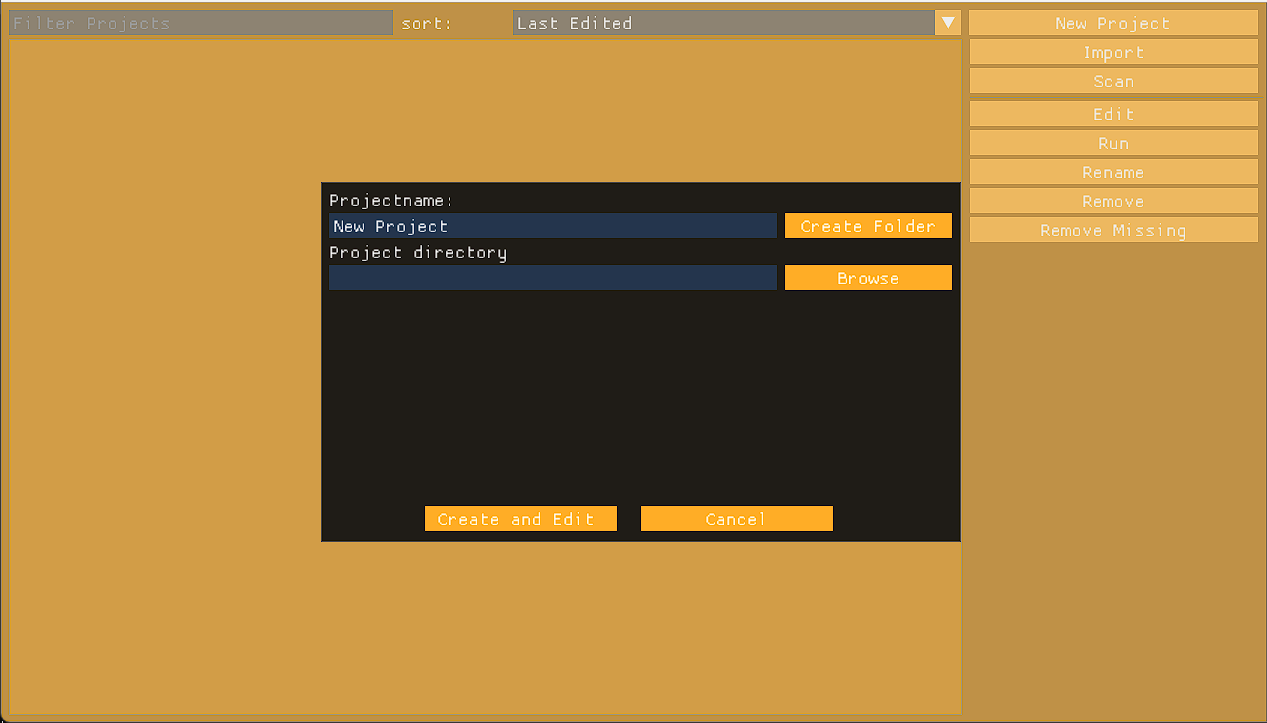 Filter Projects sort: Last Edited New Project
Import
Scan
Edit
Run
Rename
Remove
Remove Missing
Projectname:
New Project Create Folder
Project directory
Browse
Create and Edit Cancel